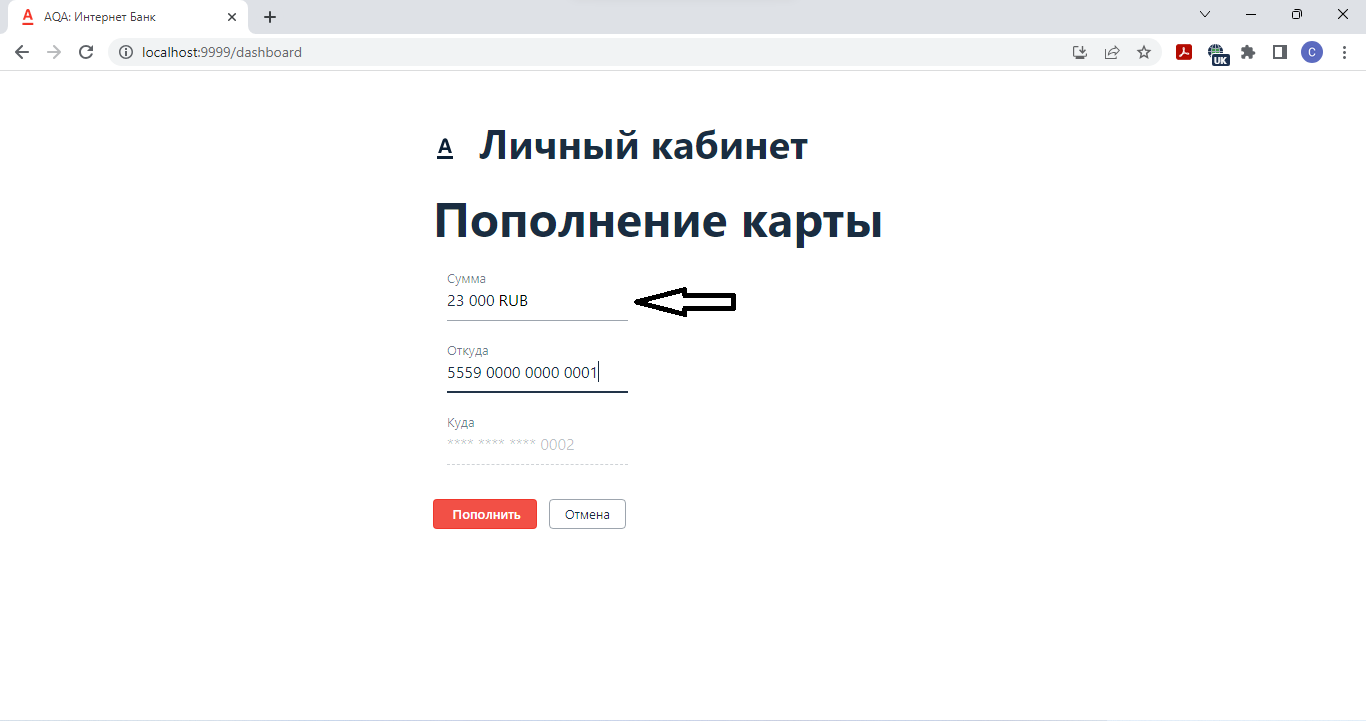 А AQA: Интернет Банк
localhost:9999/dashboard
UK
C
А Личный кабинет
Пополнение карты
Сумма
23 000 RUB
Откуда
5559 0000 0000 0001
Куда
**** **** **** 0002
Пополнить Отмена